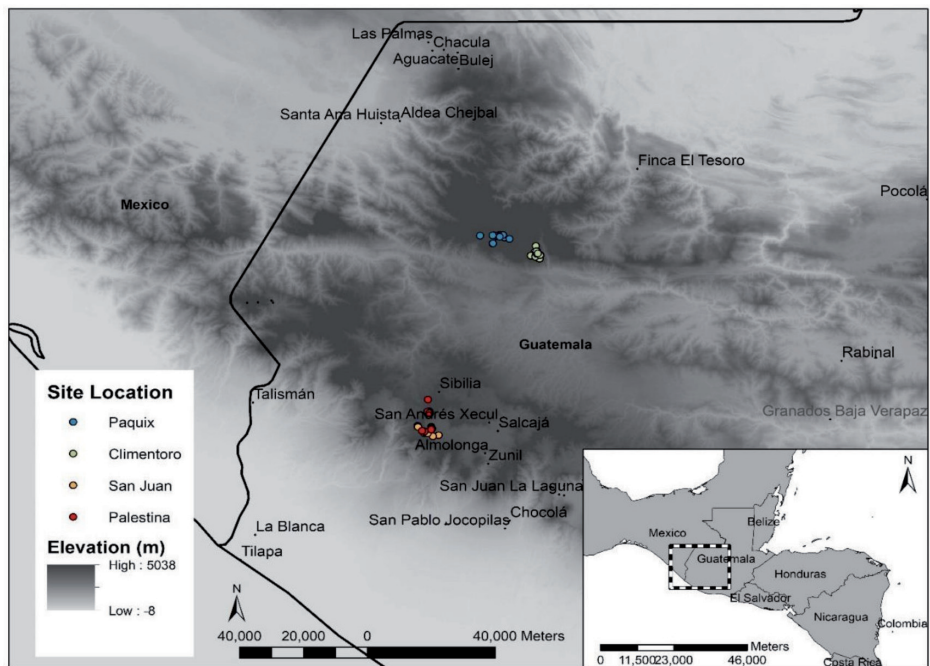 Las Palmas
Chacula
Aguacate
Bulej
Santa Ana Huista
Aldea Chejbal
Finca El Tesoro
Pocolá
Mexico
Guatemala
Rabinal
Sibilia
Talismán
San Andrés Xecul
Salcajá
Granados Baja Verapaz
Almolonga
Zunil
San Juan La Laguna
San Pablo Jocopilas
Chocolá
La Blanca
Tilapa
Site Location
Paquix
Climentoro
San Juan
Palestina
Elevation (m)
High : 5038
Low : -8
N
40,000 20,000 0 40,000 Meters
N
Mexico
Belize
Guatemala
Honduras
El Salvador
Nicaragua
Colombia
Costa Rica
Meters
0 11,500 23,000 46,000